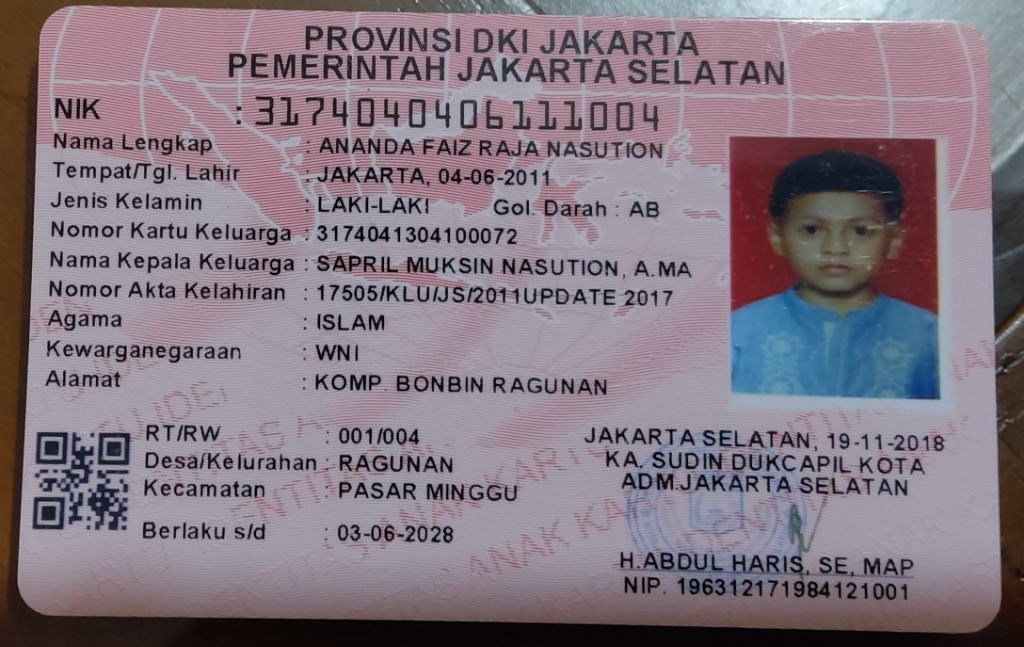 PROVINSI DKI JAKARTA
PEMERINTAH JAKARTA SELATAN
NIK : 3174040406111004
Nama Lengkap : ANANDA FAIZ RAJA NASUTION
Tempat/Tgl. Lahir : JAKARTA, 04-06-2011
Jenis Kelamin : LAKI-LAKI Gol. Darah : AB
Nomor Kartu Keluarga : 3174041304100072
Nama Kepala Keluarga : SAPRIL MUKSIN NASUTION, A.MA
Nomor Akta Kelahiran : 17505/KLU/JS/2011UPDATE 2017
Agama : ISLAM
Kewarganegaraan : WNI
Alamat : KOMP. BONBIN RAGUNAN
RT/RW : 001/004
Desa/Kelurahan : RAGUNAN
Kecamatan : PASAR MINGGU
Berlaku s/d : 03-06-2028
JAKARTA SELATAN, 19-11-2018
KA. SUDIN DUKCAPIL KOTA
ADM.JAKARTA SELATAN
H.ABDUL HARIS, SE, MAP
NIP. 196312171984121001